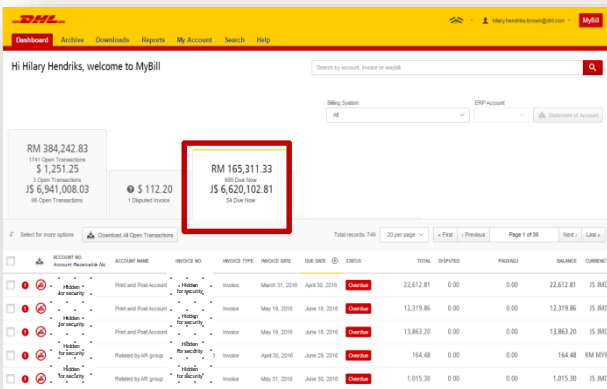 DHL
hilary.hendriks-brown@dhl.com
MyBill
Dashboard Archive Downloads Reports My Account Search Help
Hi Hilary Hendriks, welcome to MyBill
Search by account, invoice or waybill
Billing System
ERP Account
All
Statement of Account
RM 384,242.83
1741 Open Transactions
$ 1,251.25
3 Open Transactions
J$ 6,941,008.03
66 Open Transactions
$ 112.20
1 Disputed Invoice
RM 165,311.33
695 Due Now
J$ 6,620,102.81
54 Due Now
Select for more options
Download All Open Transactions
Total records: 749
20 per page
« First
‹ Previous
Page 1 of 38
Next ›
Last »
ACCOUNT NO.
Account Receivable No.
ACCOUNT NAME
INVOICE NO.
INVOICE TYPE
INVOICE DATE
DUE DATE
STATUS
TOTAL
DISPUTED
PAID/ADJ
BALANCE
CURRENCY
Hidden for security Print and Post Account Hidden for security Invoice March 31, 2016 April 30, 2016 Overdue 22,612.81 0.00 0.00 22,612.81 J$ JMD
Hidden for security Print and Post Account Hidden for security Invoice May 19, 2016 June 18, 2016 Overdue 12,319.86 0.00 0.00 12,319.86 J$ JMD
Hidden for security Print and Post Account Hidden for security Invoice May 19, 2016 June 18, 2016 Overdue 13,863.20 0.00 0.00 13,863.20 J$ JMD
Hidden for security Related by AR group Hidden for security Invoice April 30, 2016 June 29, 2016 Overdue 164.48 0.00 0.00 164.48 RM MYR
Hidden for security Related by AR group Hidden for security Invoice May 31, 2016 June 30, 2016 Overdue 1,015.30 0.00 0.00 1,015.30 J$ JMD